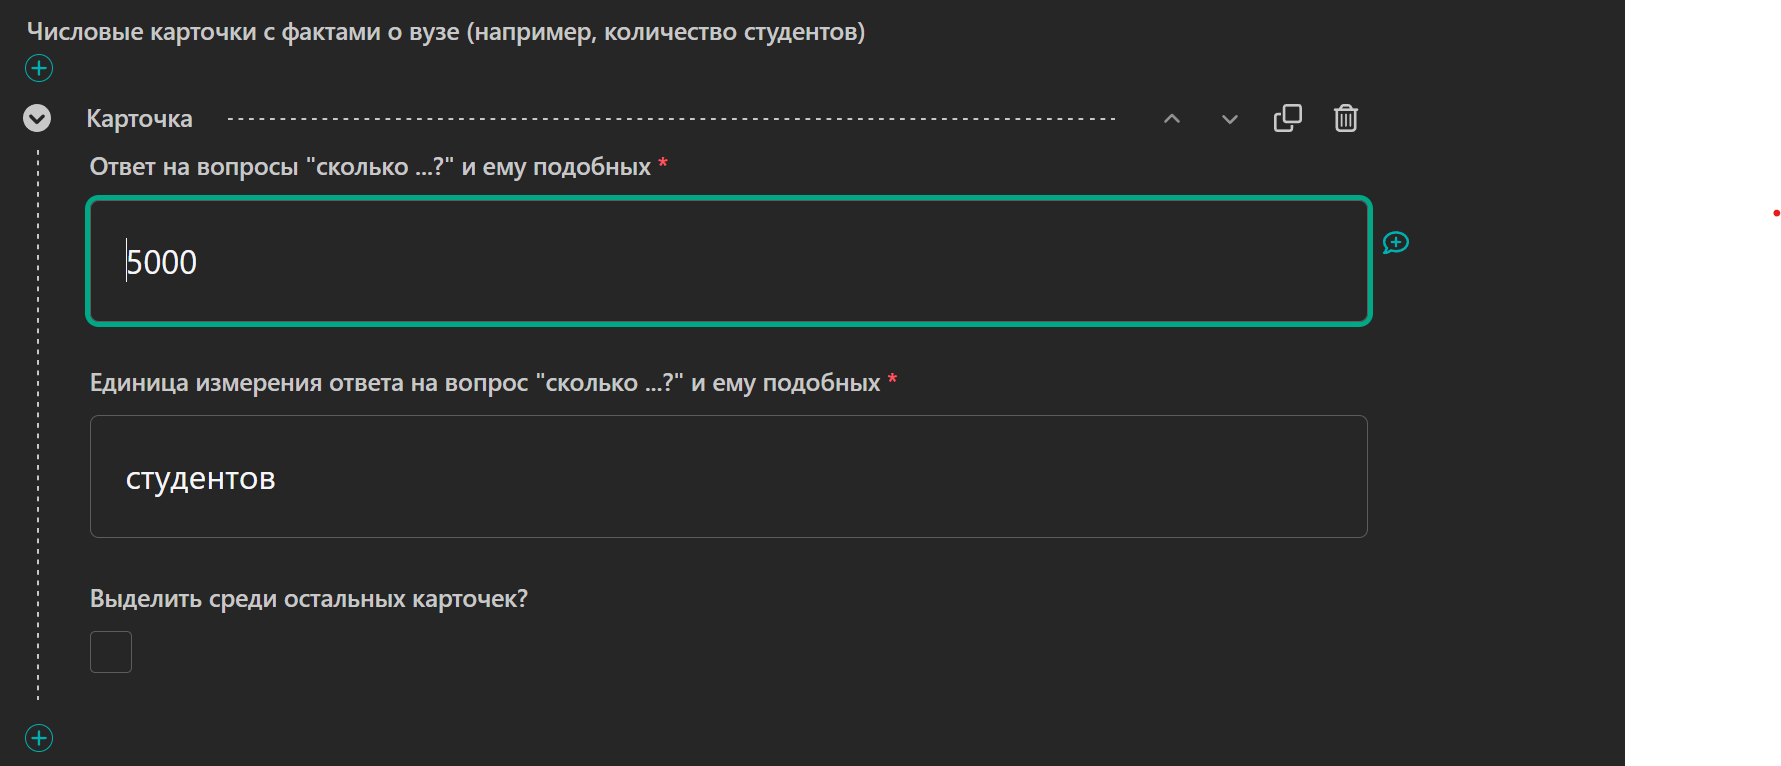 Числовые карточки с фактами о вузе (например, количество студентов)
Карточка
Ответ на вопросы "сколько ...?" и ему подобных *
5000
Единица измерения ответа на вопрос "сколько ...?" и ему подобных *
студентов
Выделить среди остальных карточек?